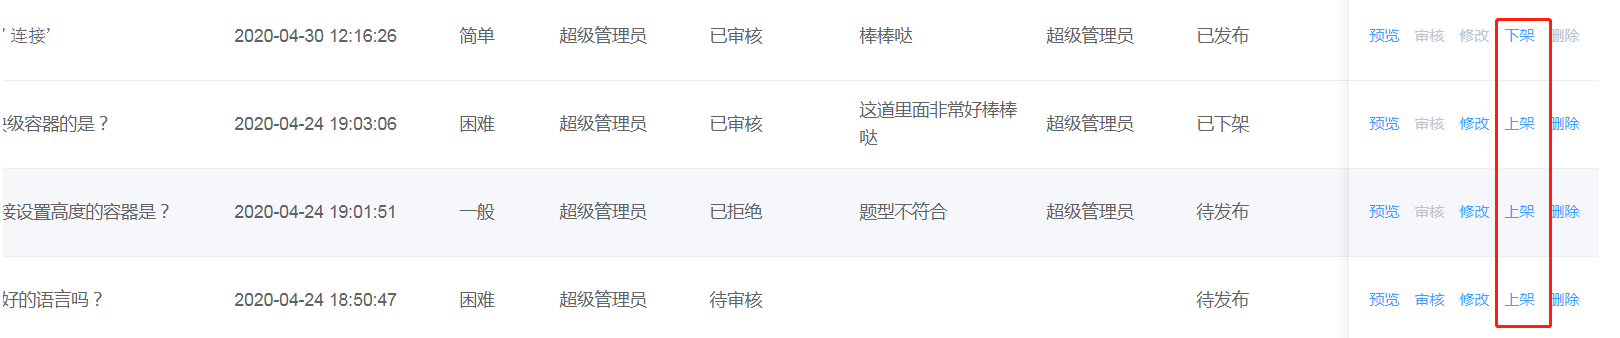 ’ 连接’ 2020-04-30 12:16:26 简单 超级管理员 已审核 棒棒哒 超级管理员 已发布 预览 审核 修改 下架 删除
级容器的是？ 2020-04-24 19:03:06 困难 超级管理员 已审核 这道里面非常好棒棒 超级管理员 已下架 预览 审核 修改 上架 删除
哒
接设置高度的容器是？ 2020-04-24 19:01:51 一般 超级管理员 已拒绝 题型不符合 超级管理员 待发布 预览 审核 修改 上架 删除
好的语言吗？ 2020-04-24 18:50:47 困难 超级管理员 待审核 待发布 预览 审核 修改 上架 删除